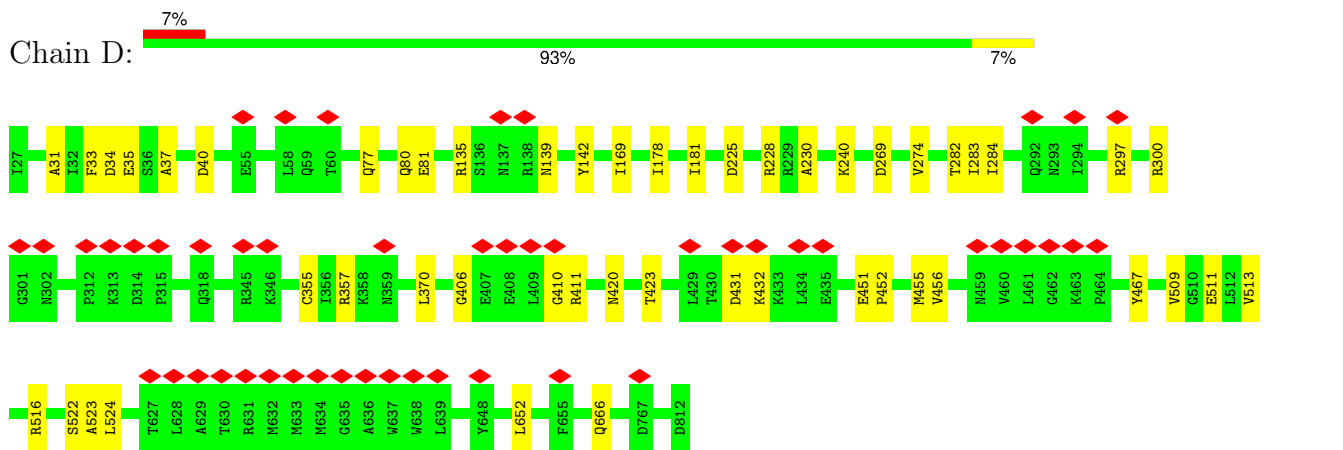 7%
Chain D:
93% 7%
I27 A31 I32 F33 D34 E35 S36 A37 D40 E55 L58 Q59 T60 Q77 Q80 E81 R135 S136 N137 R138 N139 Y142 I169 I178 I181 D225 R228 R229 A230 K240 D269 V274 T282 I283 I284 Q292 N293 I294 R297 R300
G301 N302 P312 K313 D314 P315 Q318 R345 K346 C355 I356 R357 K358 N359 L370 G406 E407 E408 L409 G410 R411 N420 T423 L429 T430 D431 K432 K433 L434 E435 E451 P452 M455 V456 N459 V460 L461 G462 K463 P464 Y467 V509 G510 E511 L512 V513
R516 S522 A523 L524 T627 L628 A629 T630 R631 M632 M633 M634 G635 A636 W637 W638 L639 Y648 L652 F655 Q666 D767 D812